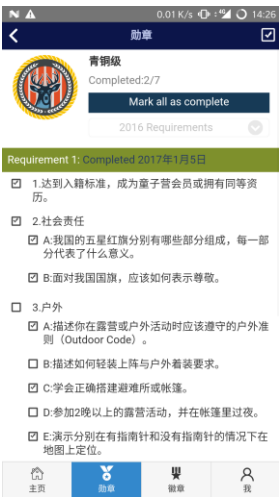 0.01 K/s 4G 14:26
勋章
青铜级
Completed:2/7
Mark all as complete
2016 Requirements
Requirement 1: Completed 2017年1月5日
1.达到入籍标准，成为童子营会员或拥有同等资
历。
2.社会责任
A:我国的五星红旗分别有哪些部分组成，每一部
分代表了什么意义。
B:面对我国国旗，应该如何表示尊敬。
3.户外
A:描述你在露营或户外活动时应该遵守的户外准
则（Outdoor Code）。
B:描述如何轻装上阵与户外着装要求。
C:学会正确搭建避难所或帐篷。
D:参加2晚以上的露营活动，并在帐篷里过夜。
E:演示分别在有指南针和没有指南针的情况下在
地图上定位。
主页 勋章 徽章 我